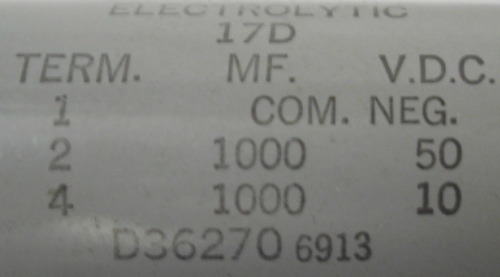 ELECTROLYTIC
17D
TERM. MF. V.D.C.
1 COM. NEG.
2 1000 50
4 1000 10
D36270 6913